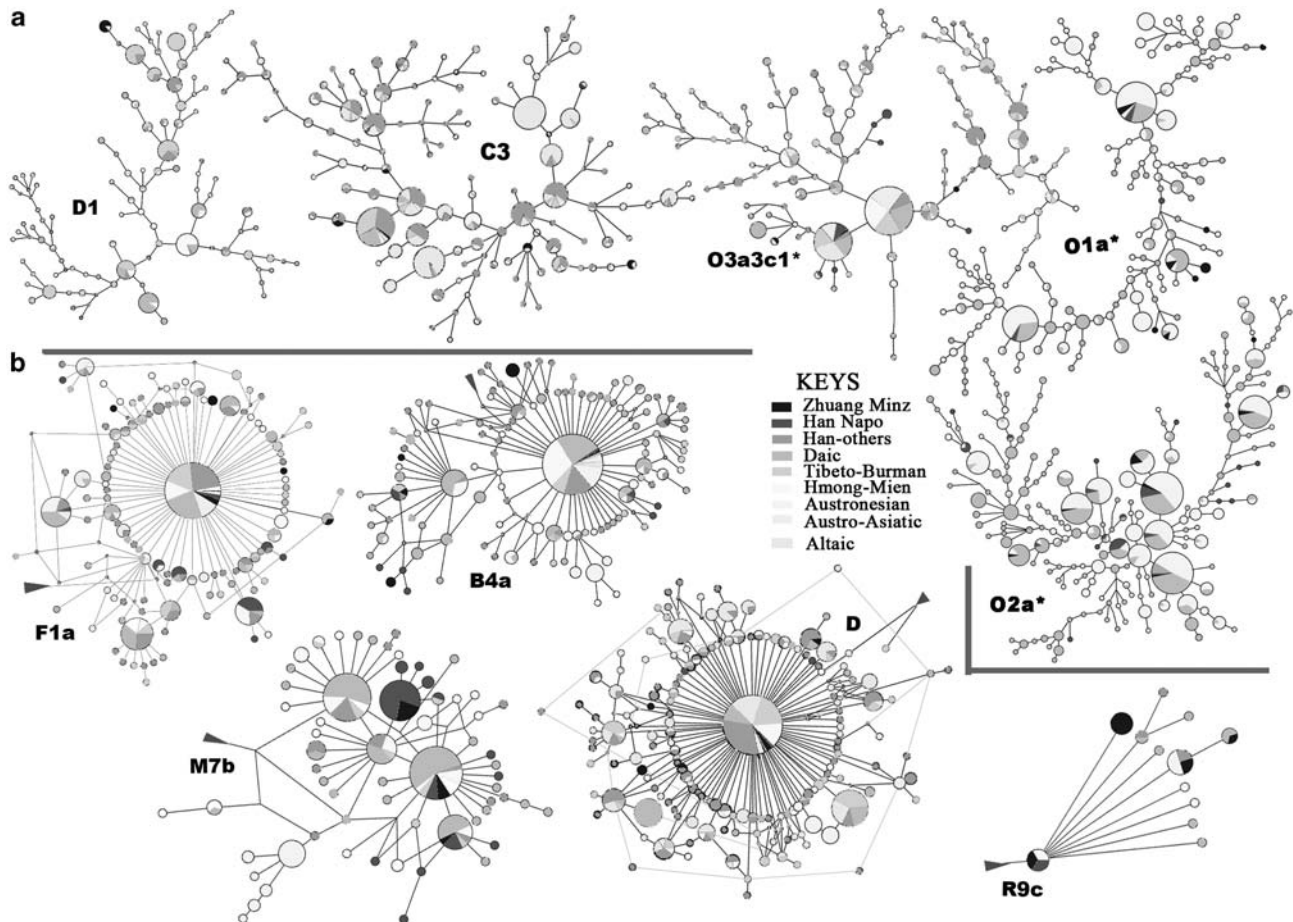 a
D1
C3
O3a3c1*
O1a*
b
KEYS
Zhuang Minz
Han Napo
Han-others
Daic
Tibeto-Burman
Hmong-Mien
Austronesian
Austro-Asiatic
Altaic
F1a
B4a
O2a*
M7b
D
R9c